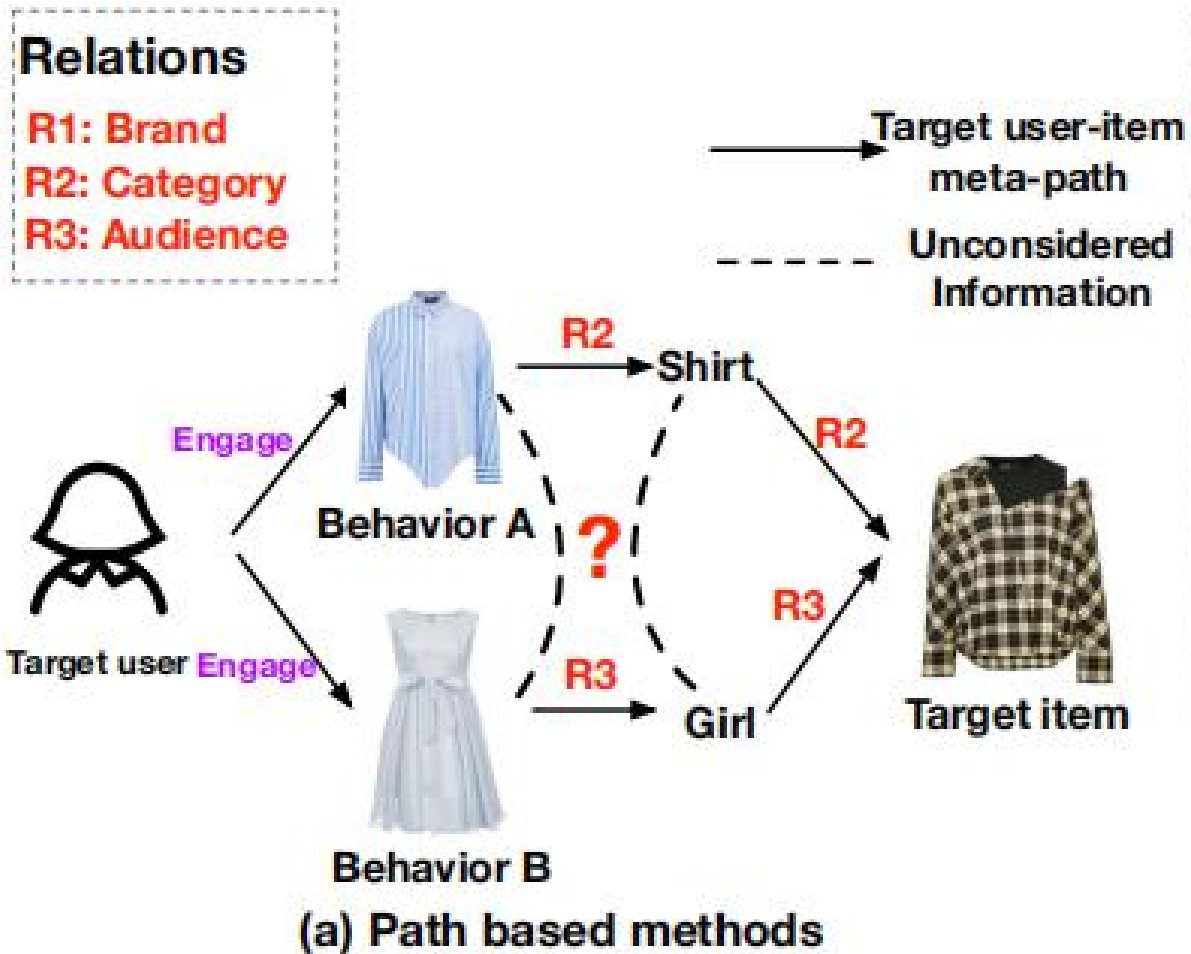 Relations
R1: Brand
R2: Category
R3: Audience
Target user-item
meta-path
Unconsidered
Information
R2
Shirt
Engage
R2
Behavior A
?
R3
Target user
Engage
R3
Girl
Target item
Behavior B
(a) Path based methods